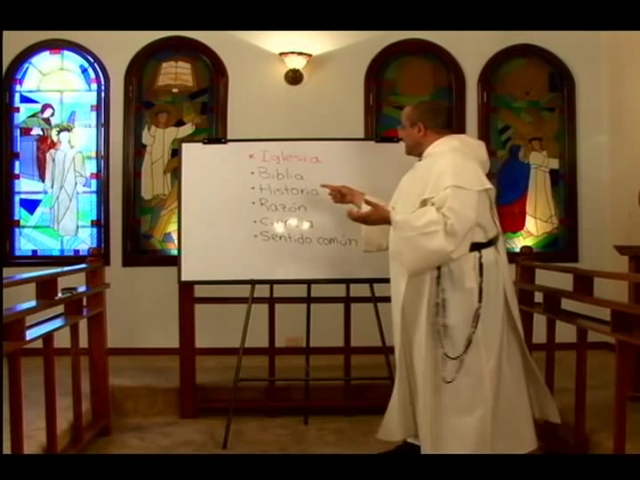 • Iglesia
• Biblia
• Historia
• Razón
• Sentido común